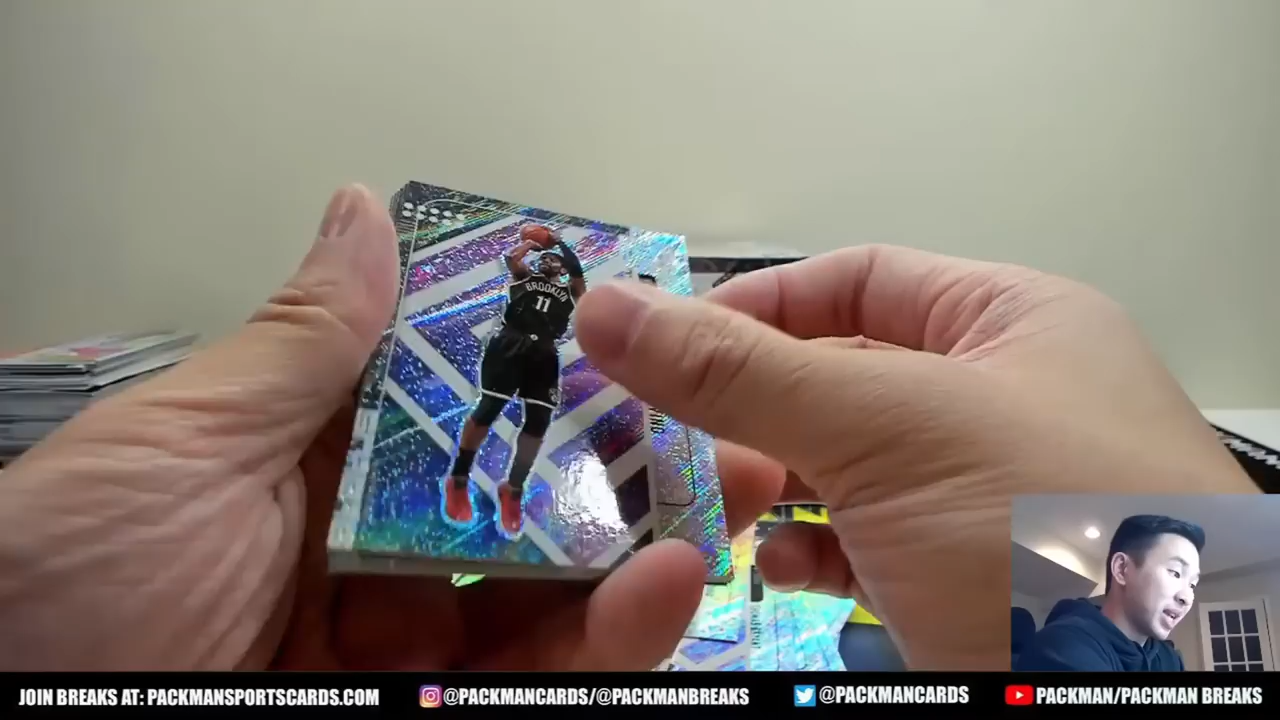 BROOKLYN
11
JOIN BREAKS AT: PACKMANSPORTSCARDS.COM
@PACKMANCARDS/@PACKMANBREAKS
@PACKMANCARDS
PACKMAN/PACKMAN BREAKS